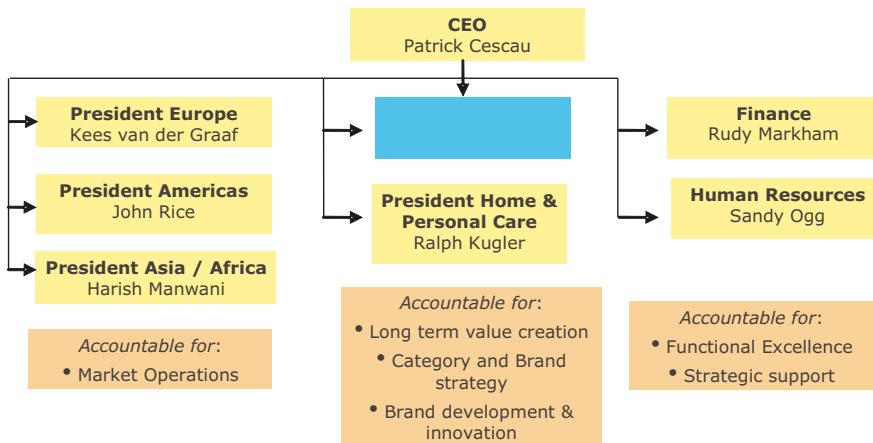 CEO
Patrick Cescau
President Europe
Kees van der Graaf
President Americas
John Rice
President Asia / Africa
Harish Manwani
Accountable for:
• Market Operations
President Home &
Personal Care
Ralph Kugler
Accountable for:
• Long term value creation
• Category and Brand
strategy
• Brand development &
innovation
Finance
Rudy Markham
Human Resources
Sandy Ogg
Accountable for:
• Functional Excellence
• Strategic support